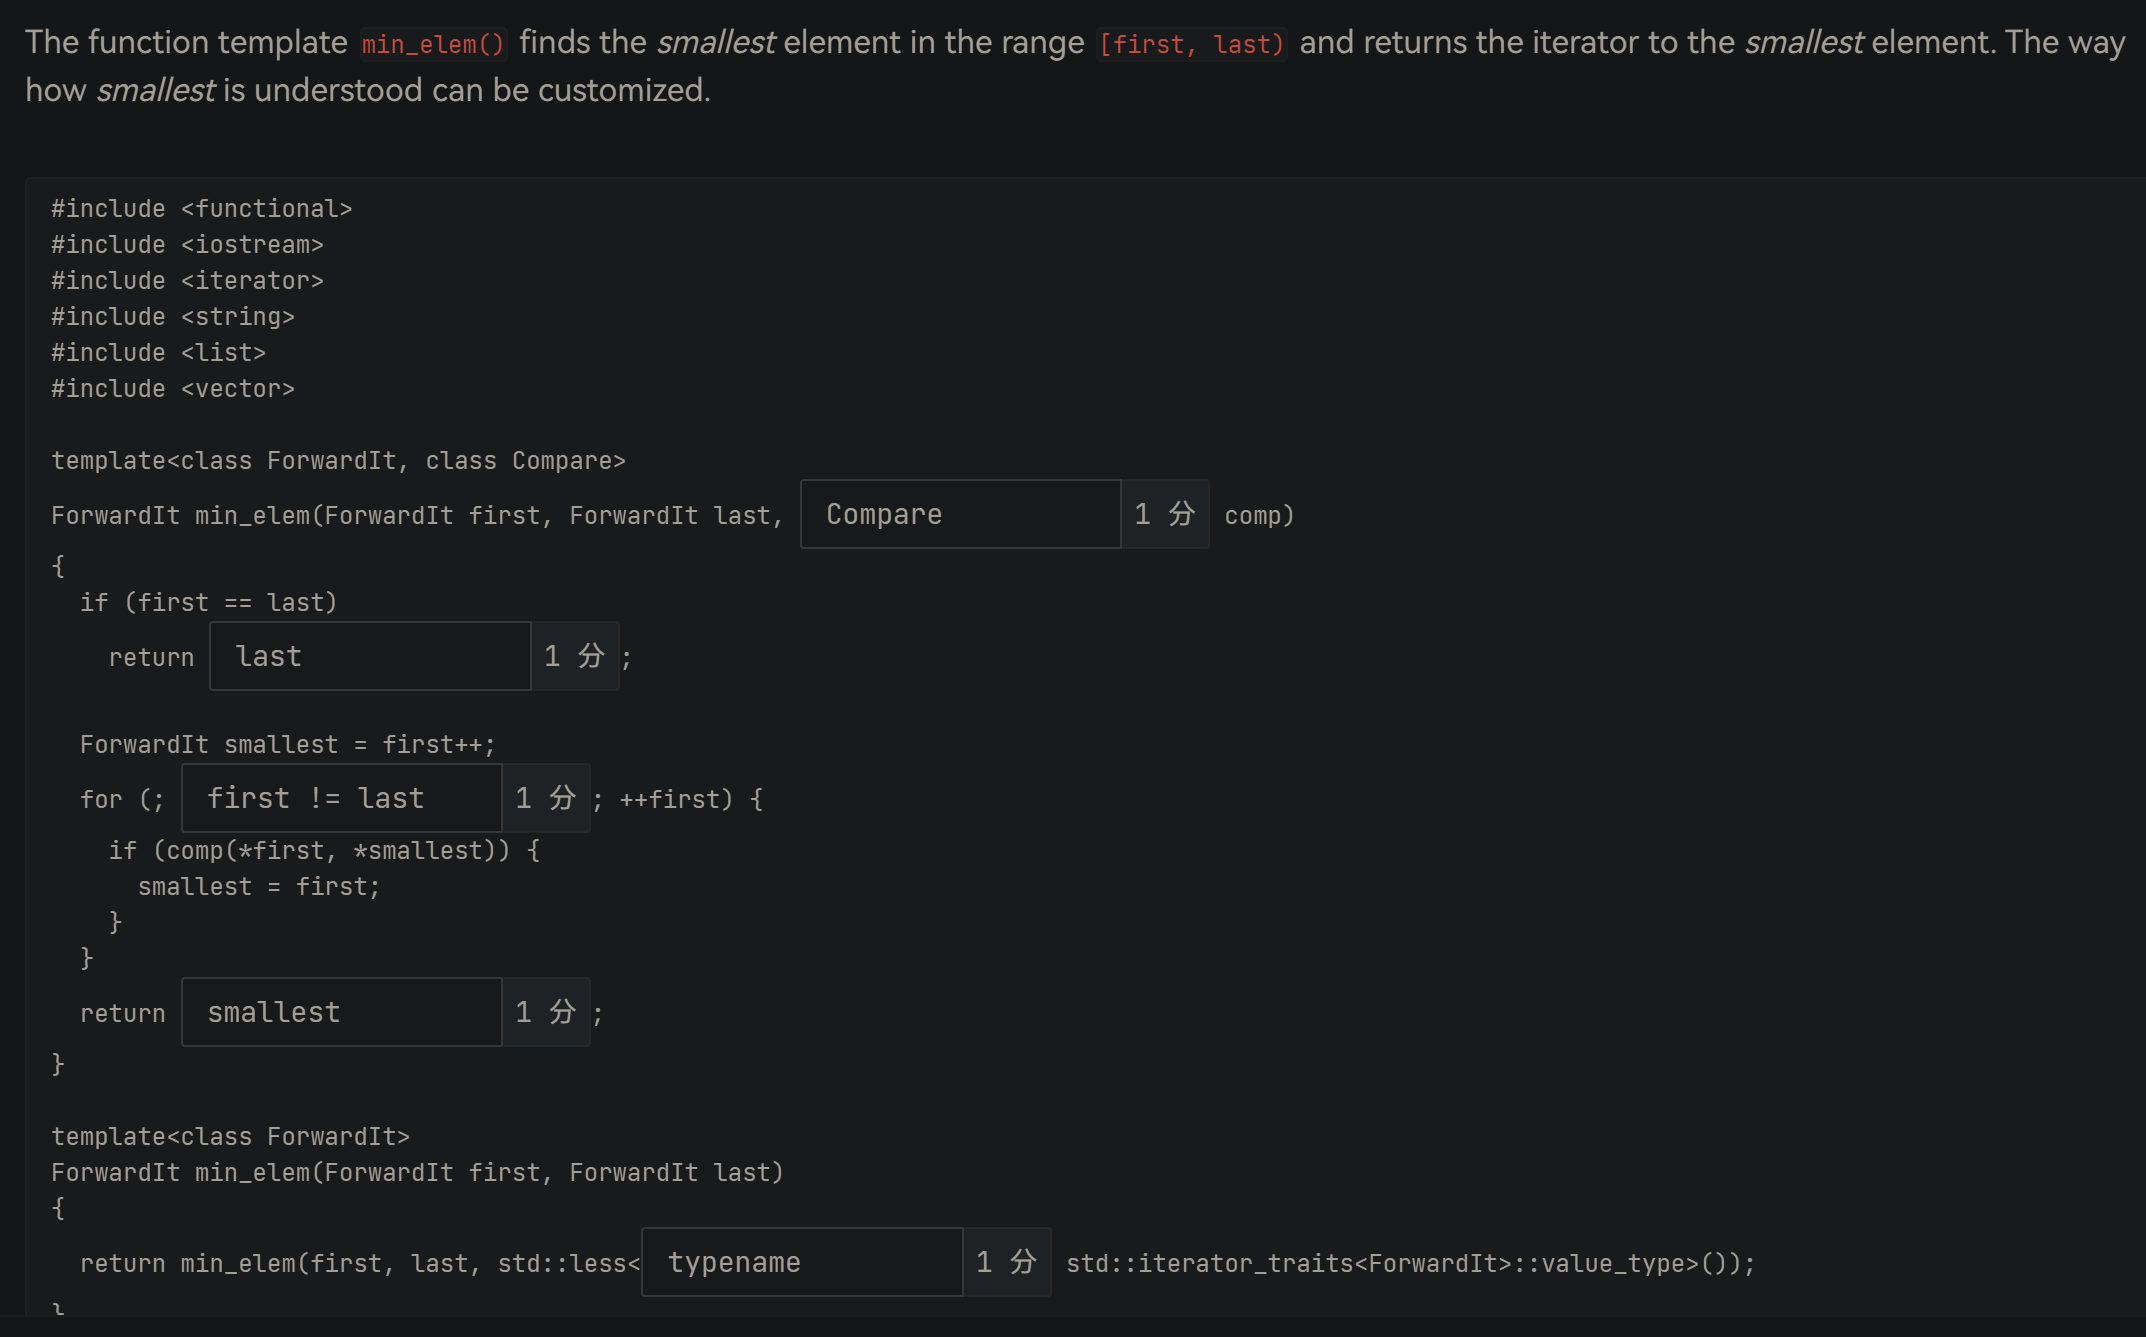 The function template min_elem() finds the smallest element in the range [first, last) and returns the iterator to the smallest element. The way
how smallest is understood can be customized.
#include <functional>
#include <iostream>
#include <iterator>
#include <string>
#include <list>
#include <vector>
template<class ForwardIt, class Compare>
ForwardIt min_elem(ForwardIt first, ForwardIt last, Compare 1 分 comp)
{
if (first == last)
return last 1 分 ;
ForwardIt smallest = first++;
for (; first != last 1 分 ; ++first) {
if (comp(*first, *smallest)) {
smallest = first;
}
}
return smallest 1 分 ;
}
template<class ForwardIt>
ForwardIt min_elem(ForwardIt first, ForwardIt last)
{
return min_elem(first, last, std::less< typename 1 分 std::iterator_traits<ForwardIt>::value_type>());
}